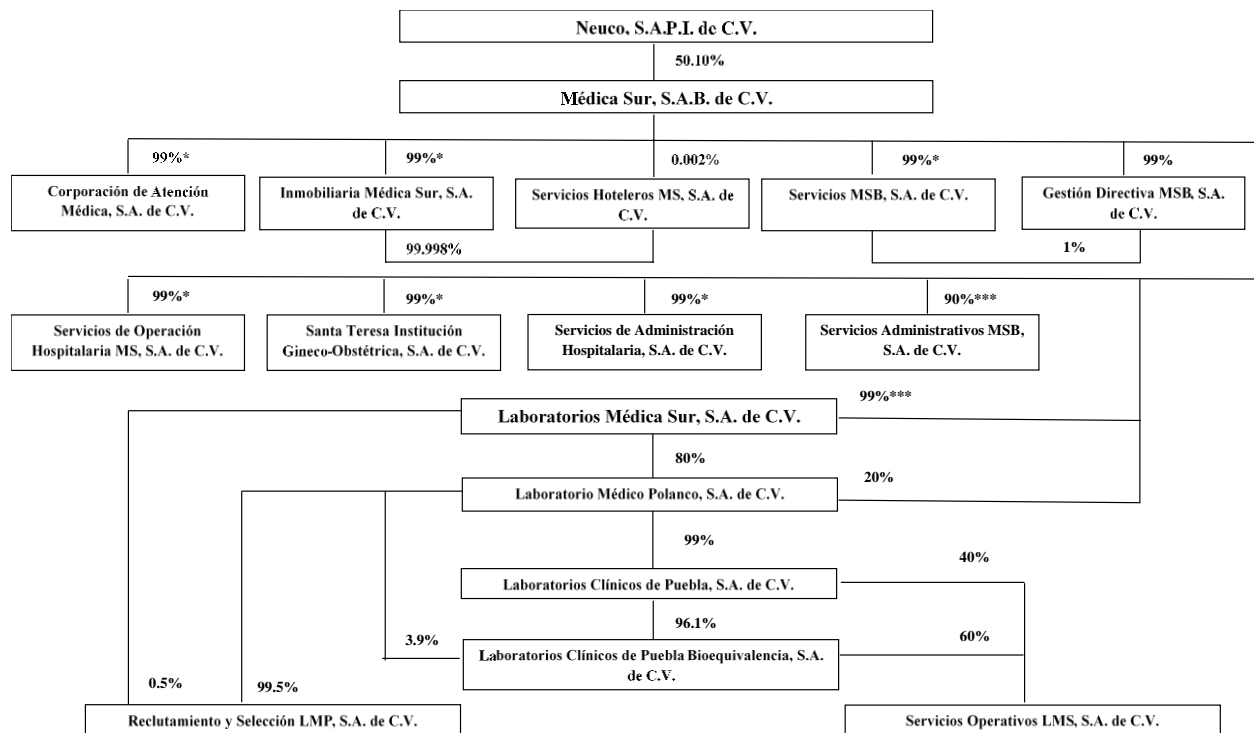 Neuco, S.A.P.I. de C.V.
50.10%
Médica Sur, S.A.B. de C.V.
99%*
99%*
0.002%
99%*
99%
Corporación de Atención
Médica, S.A. de C.V.
Inmobiliaria Médica Sur, S.A.
de C.V.
Servicios Hoteleros MS, S.A. de
C.V.
Servicios MSB, S.A. de C.V.
Gestión Directiva MSB, S.A.
de C.V.
99.998%
1%
99%*
99%*
99%*
90%***
Servicios de Operación
Hospitalaria MS, S.A. de C.V.
Santa Teresa Institución
Gineco-Obstétrica, S.A. de C.V.
Servicios de Administración
Hospitalaria, S.A. de C.V.
Servicios Administrativos MSB,
S.A. de C.V.
99%***
Laboratorios Médica Sur, S.A. de C.V.
80%
20%
Laboratorio Médico Polanco, S.A. de C.V.
99%
40%
Laboratorios Clínicos de Puebla, S.A. de C.V.
96.1%
3.9%
60%
Laboratorios Clínicos de Puebla Bioequivalencia, S.A.
de C.V.
0.5%
99.5%
Reclutamiento y Selección LMP, S.A. de C.V.
Servicios Operativos LMS, S.A. de C.V.